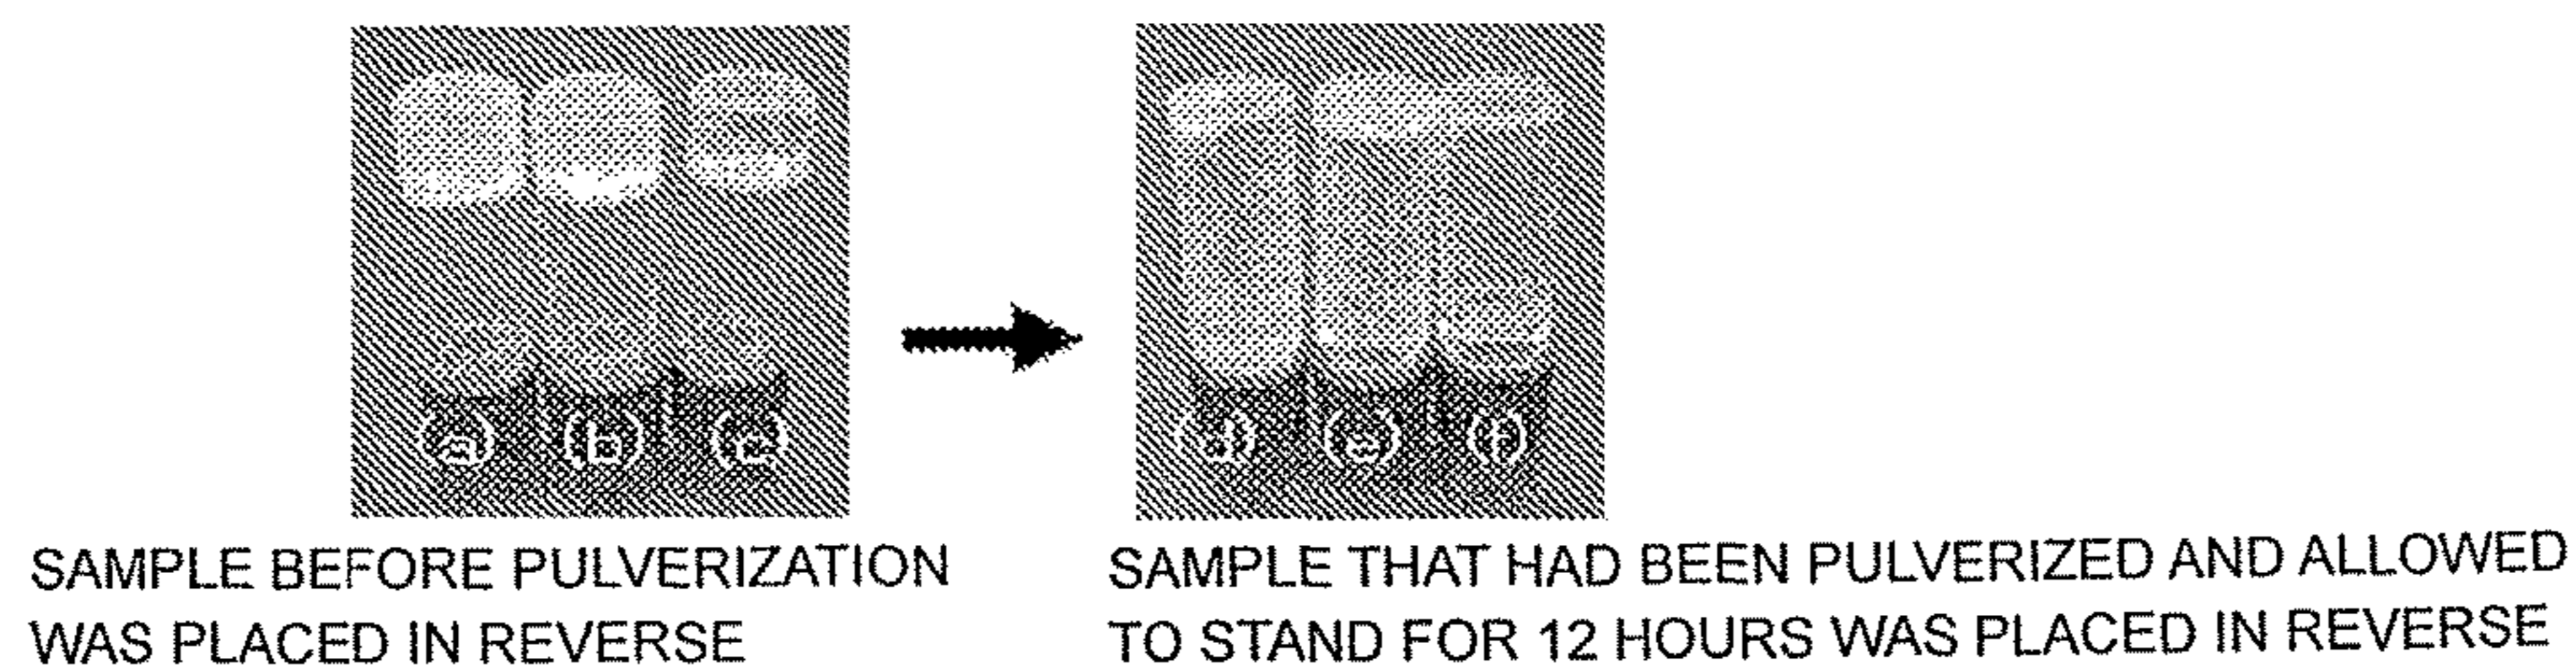 (a) (b) (c) (d) (e) (f)
SAMPLE BEFORE PULVERIZATION
WAS PLACED IN REVERSE
SAMPLE THAT HAD BEEN PULVERIZED AND ALLOWED
TO STAND FOR 12 HOURS WAS PLACED IN REVERSE